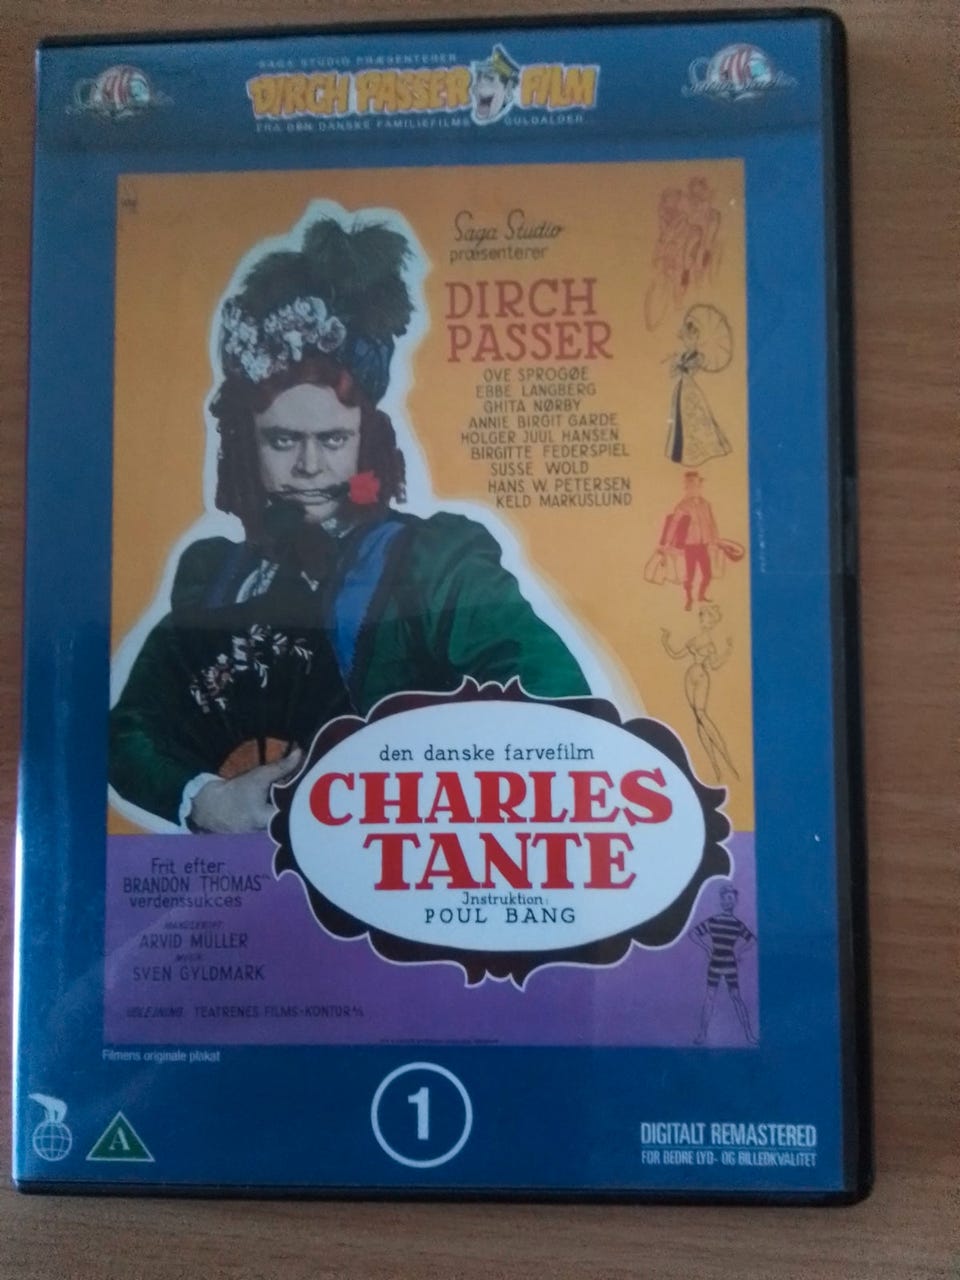 SAGA STUDIO PRÆSENTERER
DIRCH PASSER FILM
FRA DEN DANSKE FAMILIEFILMS GULDALDER...
Saga Studio
præsenterer
DIRCH
PASSER
OVE SPROGØE
EBBE LANGBERG
GHITA NØRBY
ANNIE BIRGIT GARDE
HOLGER JUUL HANSEN
BIRGITTE FEDERSPIEL
SUSSE WOLD
HANS W. PETERSEN
KELD MARKUSLUND
den danske farvefilm
CHARLES
TANTE
Instruktion:
POUL BANG
Frit efter
BRANDON THOMAS'
verdenssukces
MANUSKRIPT
ARVID MÜLLER
MUSIK
SVEN GYLDMARK
UDLEJNING: TEATRENES FILMS-KONTOR A/S
Filmens originale plakat
1
A
DIGITALT REMASTERED
FOR BEDRE LYD- OG BILLEDKVALITET